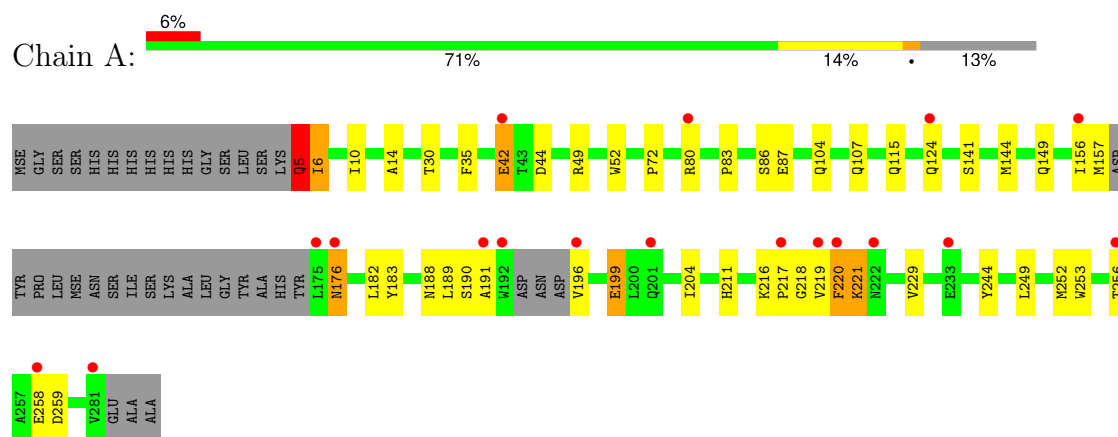 6%
Chain A:
71% 14% • 13%
MSE GLY SER SER HIS HIS HIS HIS HIS HIS GLY SER LEU SER LYS Q5 I6 I10 A14 T30 F35 E42 T43 D44 R49 W52 P72 R80 P83 S86 E87 Q104 Q107 Q115 Q124 S141 M144 Q149 I156 M157 ASP
TYR PRO LEU MSE ASN SER ILE SER LYS ALA LEU GLY TYR ALA HIS TYR L175 N176 L182 Y183 N188 L189 S190 A191 W192 ASP ASN ASP V196 E199 L200 Q201 I204 H211 K216 P217 G218 V219 F220 K221 N222 V229 E233 Y244 L249 M252 W253 T256
A257 E258 D259 V281 GLU ALA ALA